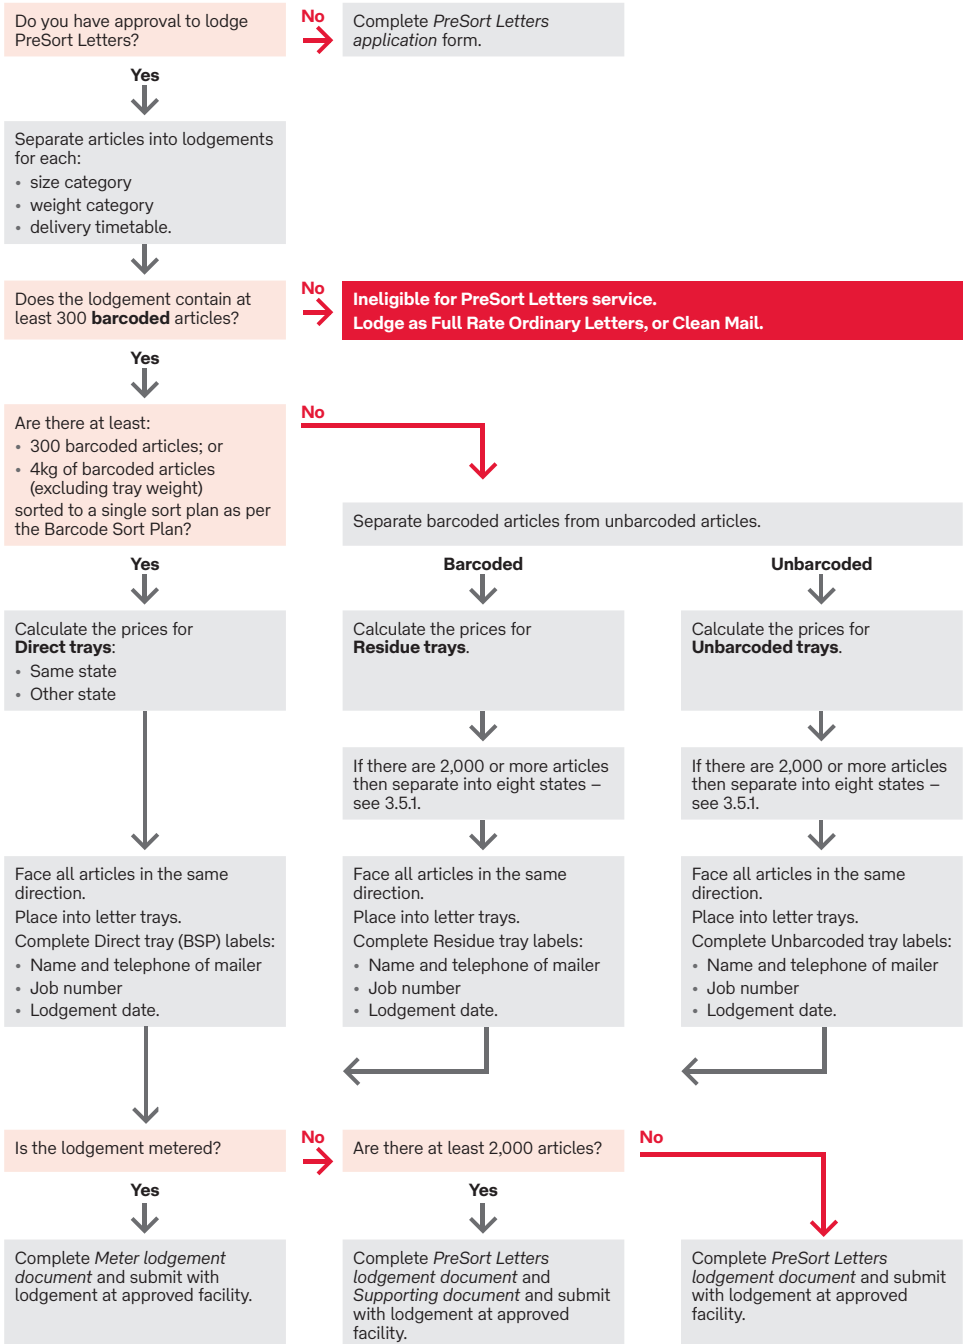 Do you have approval to lodge
PreSort Letters?
No
Complete PreSort Letters
application form.
Yes
Separate articles into lodgements
for each:
• size category
• weight category
• delivery timetable.
Does the lodgement contain at
least 300 barcoded articles?
No
Ineligible for PreSort Letters service.
Lodge as Full Rate Ordinary Letters, or Clean Mail.
Yes
Are there at least:
• 300 barcoded articles; or
• 4kg of barcoded articles
(excluding tray weight)
sorted to a single sort plan as per
the Barcode Sort Plan?
No
Separate barcoded articles from unbarcoded articles.
Yes
Barcoded
Unbarcoded
Calculate the prices for
Direct trays:
• Same state
• Other state
Calculate the prices for
Residue trays.
Calculate the prices for
Unbarcoded trays.
If there are 2,000 or more articles
then separate into eight states –
see 3.5.1.
If there are 2,000 or more articles
then separate into eight states –
see 3.5.1.
Face all articles in the same
direction.
Place into letter trays.
Complete Direct tray (BSP) labels:
• Name and telephone of mailer
• Job number
• Lodgement date.
Face all articles in the same
direction.
Place into letter trays.
Complete Residue tray labels:
• Name and telephone of mailer
• Job number
• Lodgement date.
Face all articles in the same
direction.
Place into letter trays.
Complete Unbarcoded tray labels:
• Name and telephone of mailer
• Job number
• Lodgement date.
Is the lodgement metered?
No
Are there at least 2,000 articles?
No
Yes
Yes
Complete Meter lodgement
document and submit with
lodgement at approved facility.
Complete PreSort Letters
lodgement document and
Supporting document and submit
with lodgement at approved
facility.
Complete PreSort Letters
lodgement document and submit
with lodgement at approved
facility.